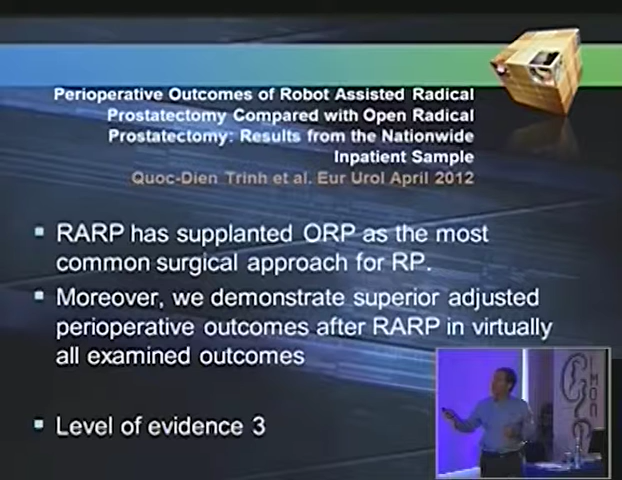 Perioperative Outcomes of Robot Assisted Radical
Prostatectomy Compared with Open Radical
Prostatectomy: Results from the Nationwide
Inpatient Sample
Quoc-Dien Trinh et al. Eur Urol April 2012
RARP has supplanted ORP as the most
common surgical approach for RP.
Moreover, we demonstrate superior adjusted
perioperative outcomes after RARP in virtually
all examined outcomes
Level of evidence 3